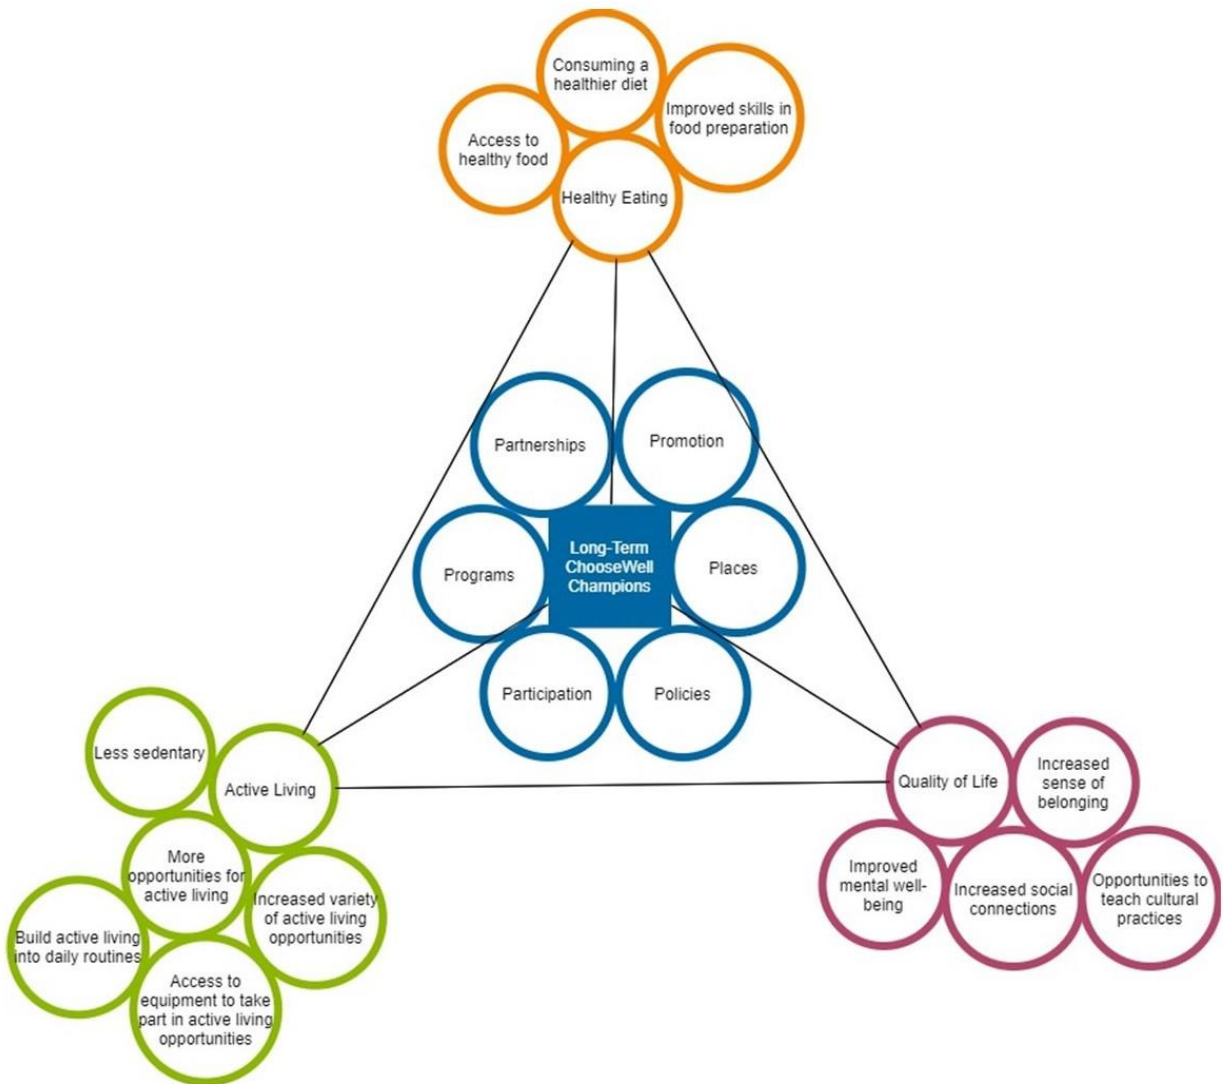 Consuming a
healthier diet
Improved skills in
food preparation
Access to
healthy food
Healthy Eating
Partnerships
Promotion
Long-Term
ChooseWell
Champions
Programs
Places
Participation
Policies
Less sedentary
Active Living
More
opportunities for
active living
Increased variety
of active living
opportunities
Build active living
into daily routines
Access to
equipment to take
part in active living
opportunities
Quality of Life
Increased
sense of
belonging
Improved
mental well-
being
Increased social
connections
Opportunities to
teach cultural
practices